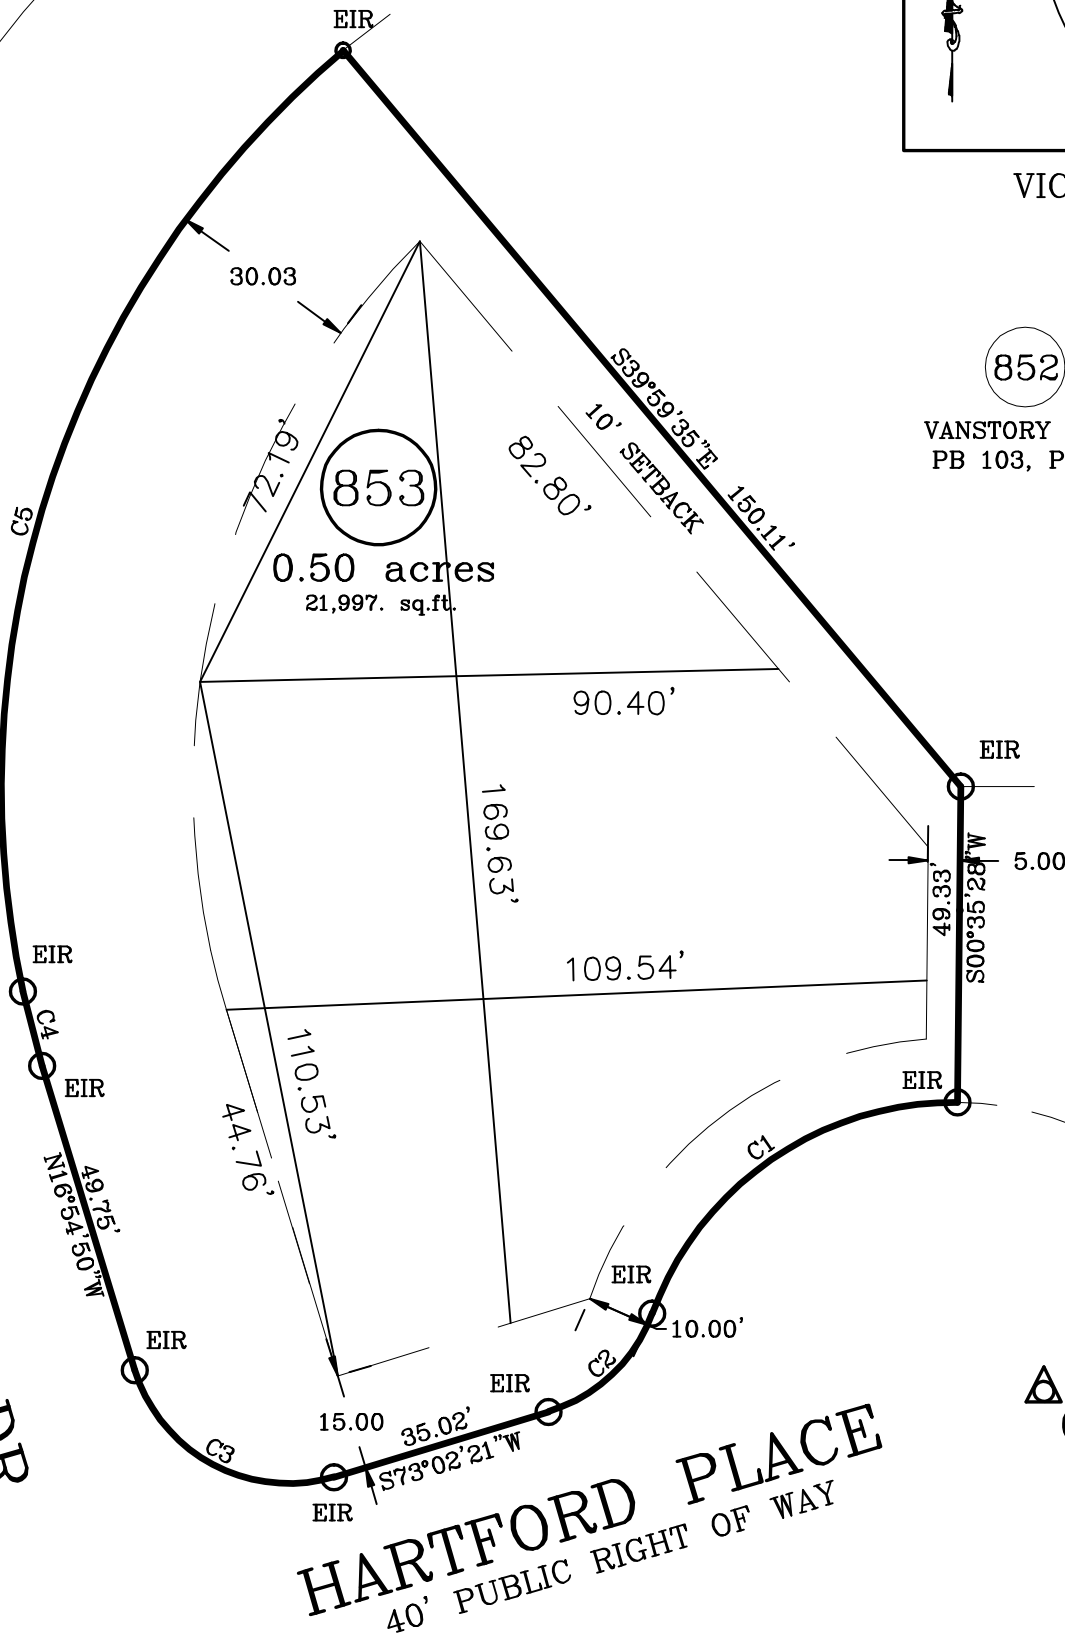 EIR
VIC
30.03
S39°59'35"E
150.11'
10' SETBACK
852
VANSTORY
PB 103, P
72.19'
853
82.80'
0.50 acres
21,997. sq.ft.
C5
90.40'
EIR
169.63'
5.00
49.33'
S00°35'28"W
EIR
109.54'
C4
EIR
110.53'
EIR
44.76'
C1
49.75'
N16°54'50"W
EIR
10.00'
EIR
C2
EIR
15.00
35.02'
S73°02'21"W
C3
EIR
DR
HARTFORD PLACE
40' PUBLIC RIGHT OF WAY